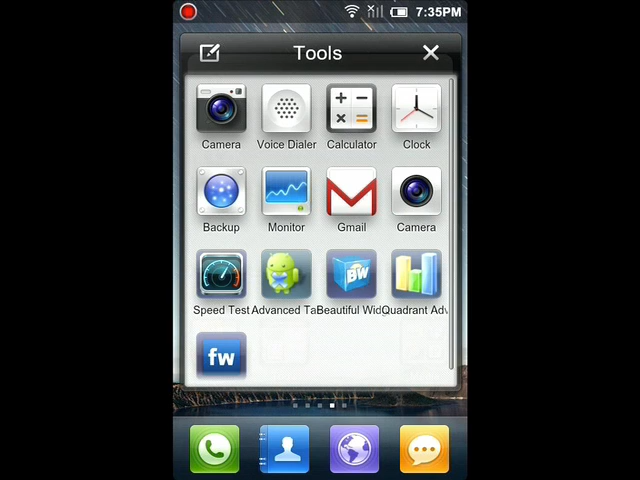 7:35PM
Tools
Camera Voice Dialer Calculator Clock
Backup Monitor Gmail Camera
BW
Speed Test Advanced Ta Beautiful Widg Quadrant Adv
fw